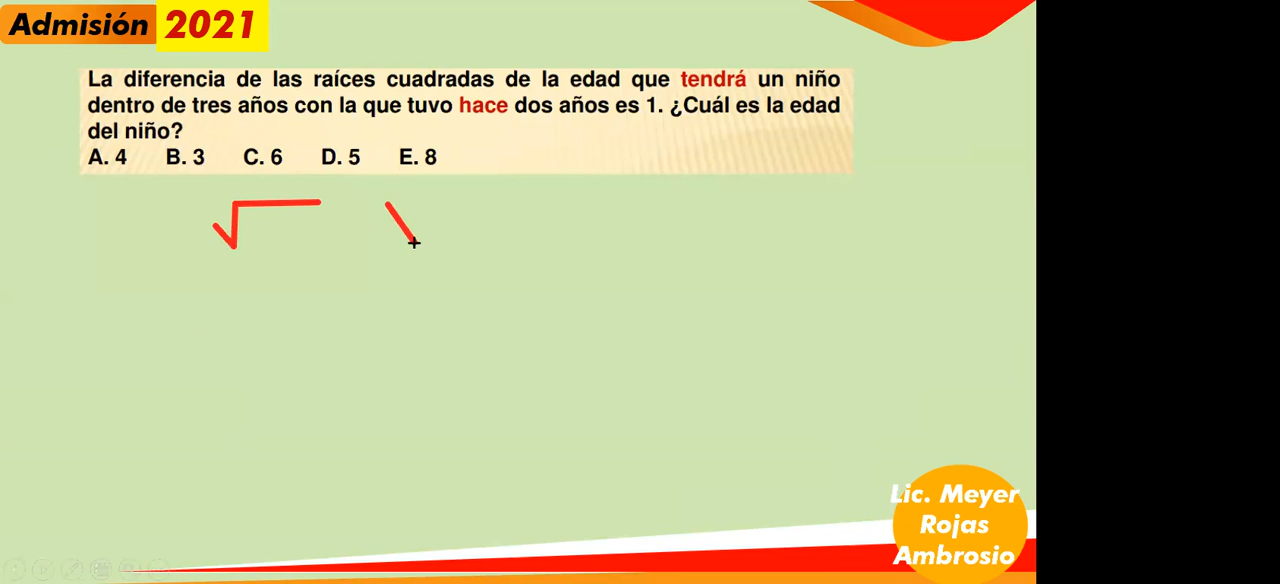 Admisión 2021
La diferencia de las raíces cuadradas de la edad que tendrá un niño
dentro de tres años con la que tuvo hace dos años es 1. ¿Cuál es la edad
del niño?
A. 4 B. 3 C. 6 D. 5 E. 8
Lic. Meyer
Rojas
Ambrosio